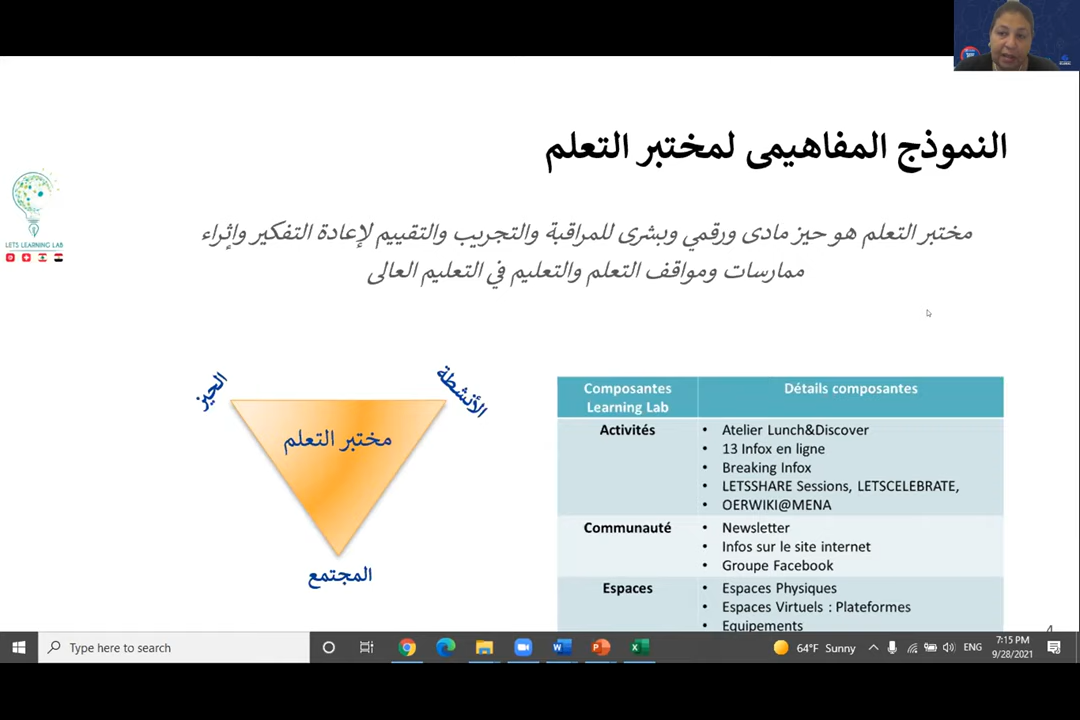 النموذج المفاهيمى لمختبر التعلم
مختبر التعلم هو حيز مادى ورقمي وبشرى للمراقبة والتجريب والتقييم لإعادة التفكير وإثراء
ممارسات ومواقف التعلم والتعليم في التعليم العالى
LETS LEARNING LAB
الحيز
الأنشطة
مختبر التعلم
المجتمع
Composantes Détails composantes
Learning Lab
Activités
• Atelier Lunch&Discover
• 13 Infox en ligne
• Breaking Infox
• LETSSHARE Sessions, LETSCELEBRATE,
• OERWIKI@MENA
Communauté
• Newsletter
• Infos sur le site internet
• Groupe Facebook
Espaces
• Espaces Physiques
• Espaces Virtuels : Plateformes
• Equipements
4
Type here to search
64°F Sunny
ENG
7:15 PM
9/28/2021